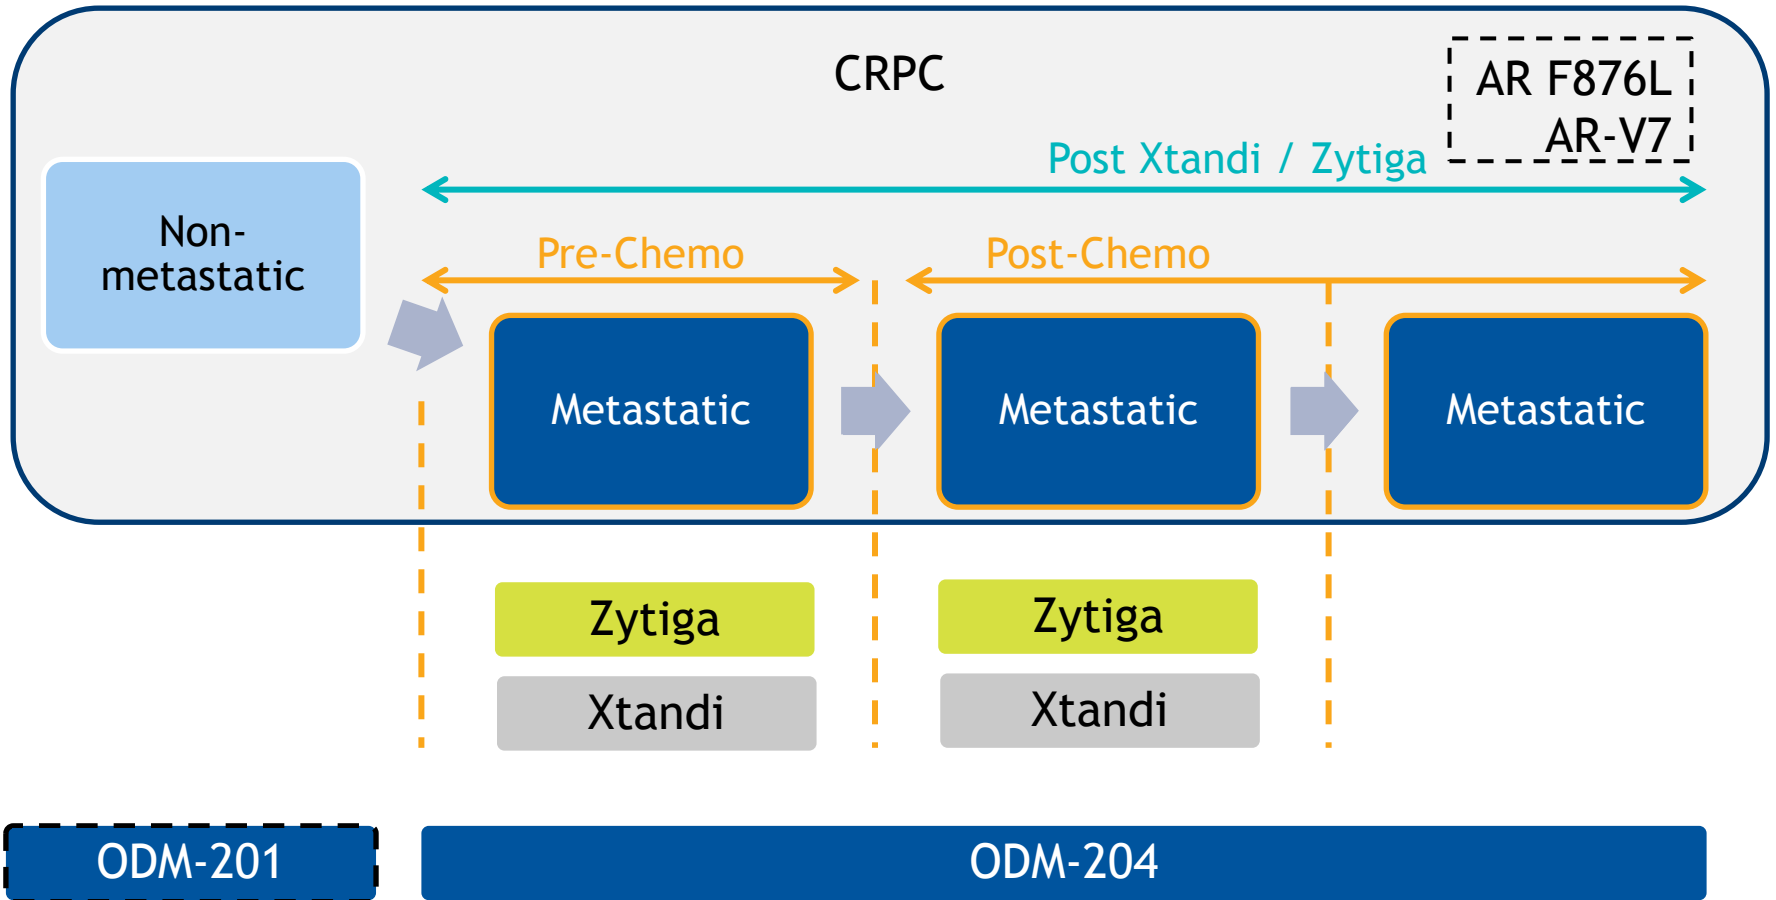 CRPC
AR F876L
AR-V7
Post Xtandi / Zytiga
Non-
metastatic
Pre-Chemo
Post-Chemo
Metastatic
Metastatic
Metastatic
Zytiga
Zytiga
Xtandi
Xtandi
ODM-201
ODM-204